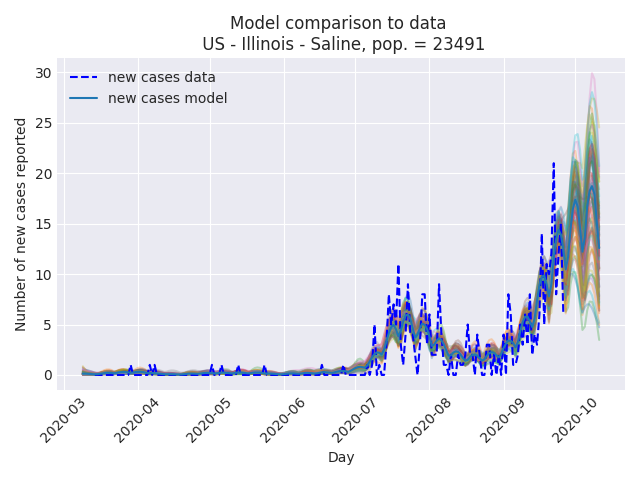 Model comparison to data
US - Illinois - Saline, pop. = 23491
new cases data
new cases model
Number of new cases reported
30
25
20
15
10
5
0
2020-03
2020-04
2020-05
2020-06
2020-07
2020-08
2020-09
2020-10
Day